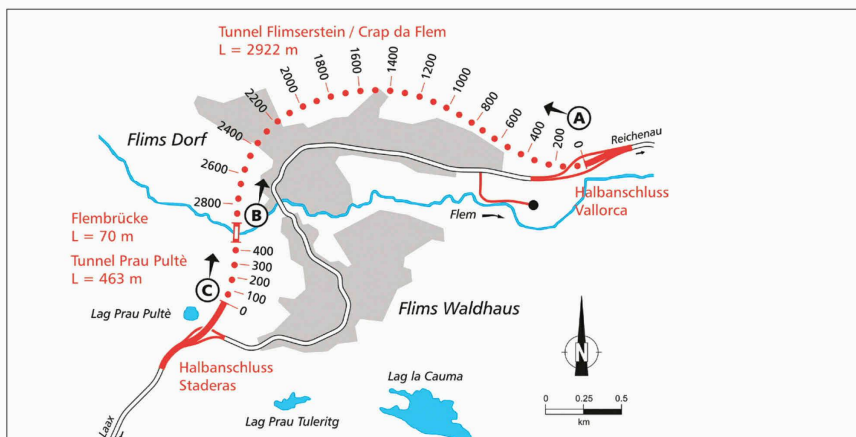 Tunnel Flimserstein / Crap da Flem
L = 2922 m
2200
2000
1800
1600
1400
1200
1000
800
600
400
200
0
A
Reichenau
Flims Dorf
2400
2600
2800
Halbanschluss
Vallorca
B
Flem
Flembrücke
L = 70 m
Tunnel Prau Pultè
L = 463 m
400
300
200
100
0
C
Lag Prau Pultè
Flims Waldhaus
N
Halbanschluss
Staderas
Lag la Cauma
Lag Prau Tuleritg
0 0.25 0.5
km
Laax